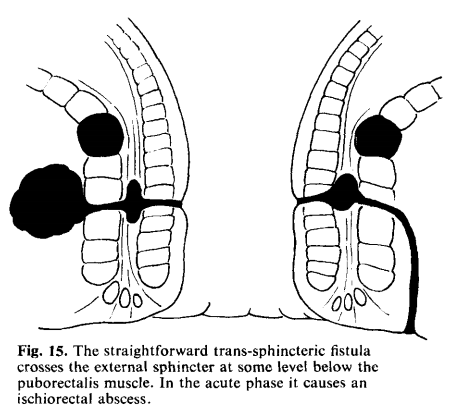 Fig. 15. The straightforward trans-sphincteric fistula
crosses the external sphincter at some level below the
puborectalis muscle. In the acute phase it causes an
ischiorectal abscess.